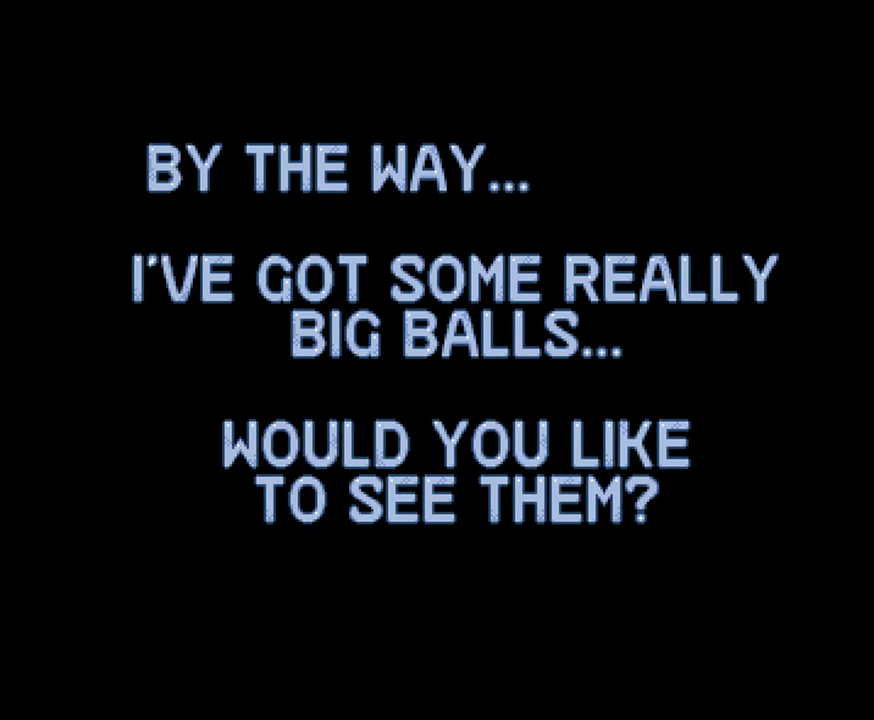 BY THE WAY...
I'VE GOT SOME REALLY
BIG BALLS...
WOULD YOU LIKE
TO SEE THEM?